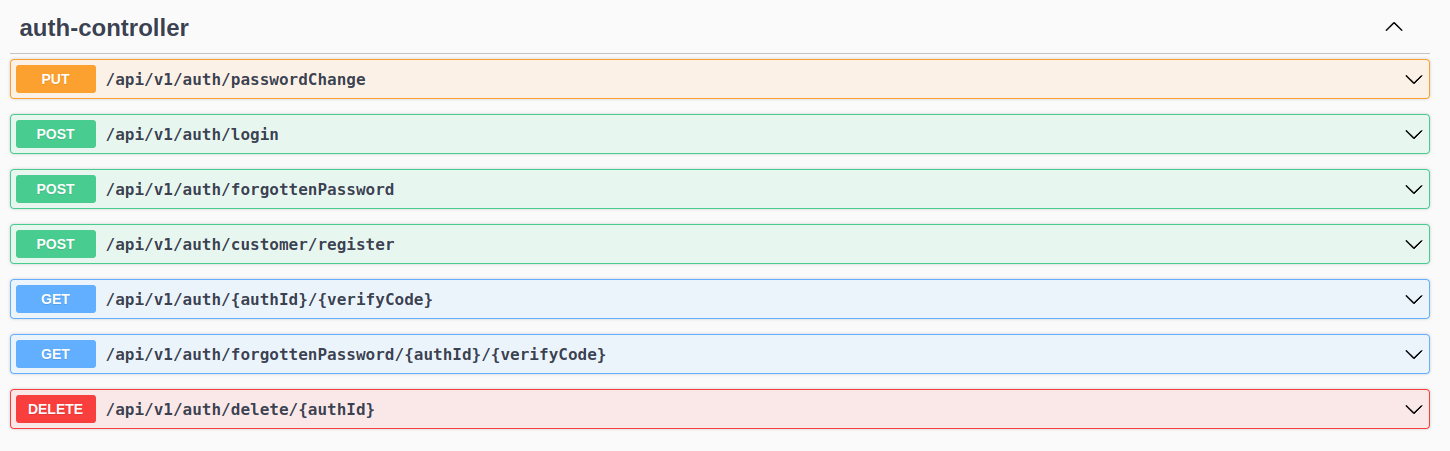 auth-controller
PUT /api/v1/auth/passwordChange
POST /api/v1/auth/login
POST /api/v1/auth/forgottenPassword
POST /api/v1/auth/customer/register
GET /api/v1/auth/{authId}/{verifyCode}
GET /api/v1/auth/forgottenPassword/{authId}/{verifyCode}
DELETE /api/v1/auth/delete/{authId}